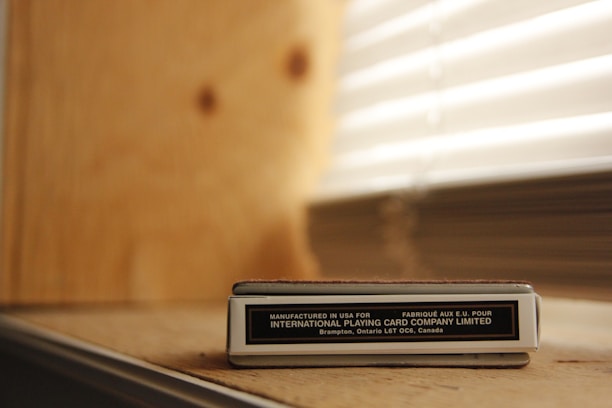 MANUFACTURED IN USA FOR FABRIQUÉ AUX E.U. POUR
INTERNATIONAL PLAYING CARD COMPANY LIMITED
Brampton, Ontario L6T OC6, Canada